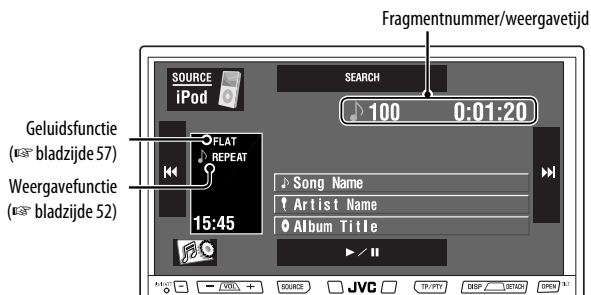 Fragmentnummer/weergavetijd
SOURCE
iPod
SEARCH
100 0:01:20
Geluidsfunctie
(☞ bladzijde 57)
FLAT
REPEAT
Weergavefunctie
(☞ bladzijde 52)
Song Name
Artist Name
Album Title
15:45
►/II
− VOL + SOURCE JVC TP/PTY DISP DETACH OPEN TILT